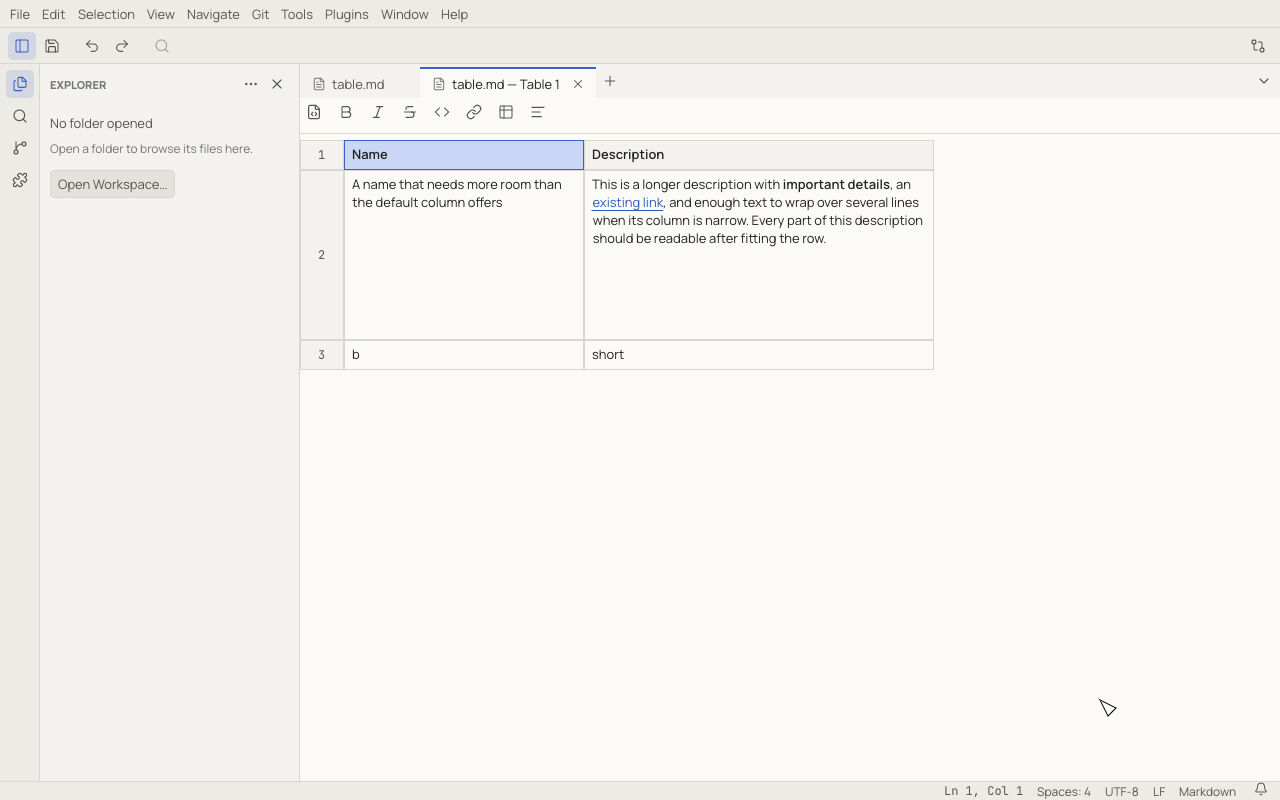 File Edit Selection View Navigate Git Tools Plugins Window Help
EXPLORER
No folder opened
Open a folder to browse its files here.
Open Workspace...
table.md
table.md — Table 1
1 Name Description
2
A name that needs more room than
the default column offers
This is a longer description with important details, an
existing link, and enough text to wrap over several lines
when its column is narrow. Every part of this description
should be readable after fitting the row.
3 b short
Ln 1, Col 1 Spaces: 4 UTF-8 LF Markdown